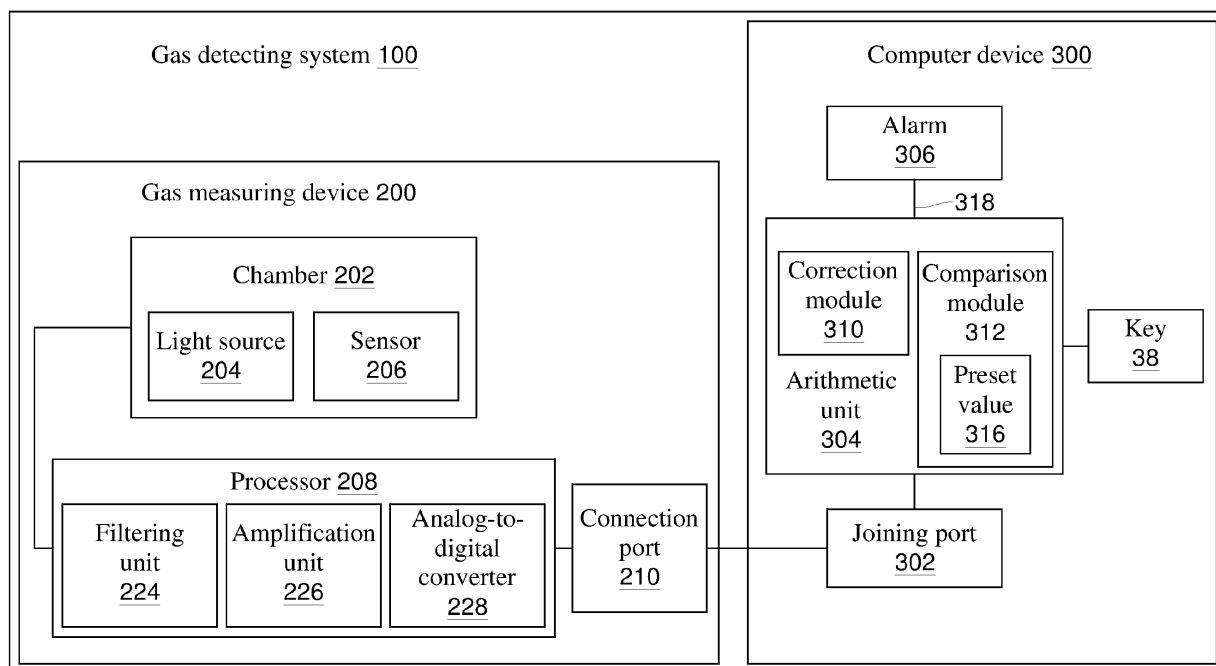 Gas detecting system 100
Gas measuring device 200
Chamber 202
Light source
204
Sensor
206
Processor 208
Filtering
unit
224
Amplification
unit
226
Analog-to-
digital
converter
228
Connection
port
210
Computer device 300
Alarm
306
318
Correction
module
310
Comparison
module
312
Preset
value
316
Arithmetic
unit
304
Key
38
Joining port
302